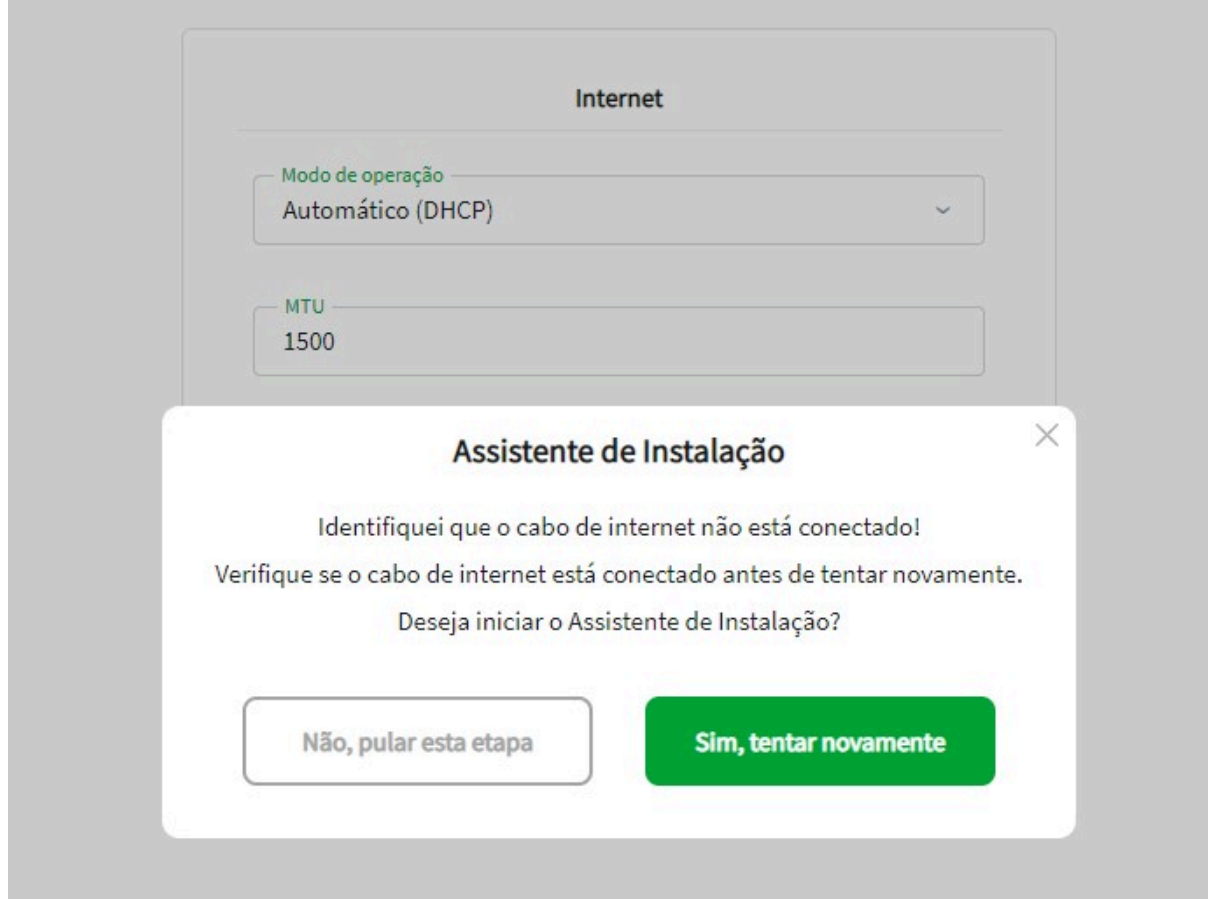 Internet
Modo de operação
Automático (DHCP)
MTU
1500
Assistente de Instalação
Identifiquei que o cabo de internet não está conectado!
Verifique se o cabo de internet está conectado antes de tentar novamente.
Deseja iniciar o Assistente de Instalação?
Não, pular esta etapa
Sim, tentar novamente